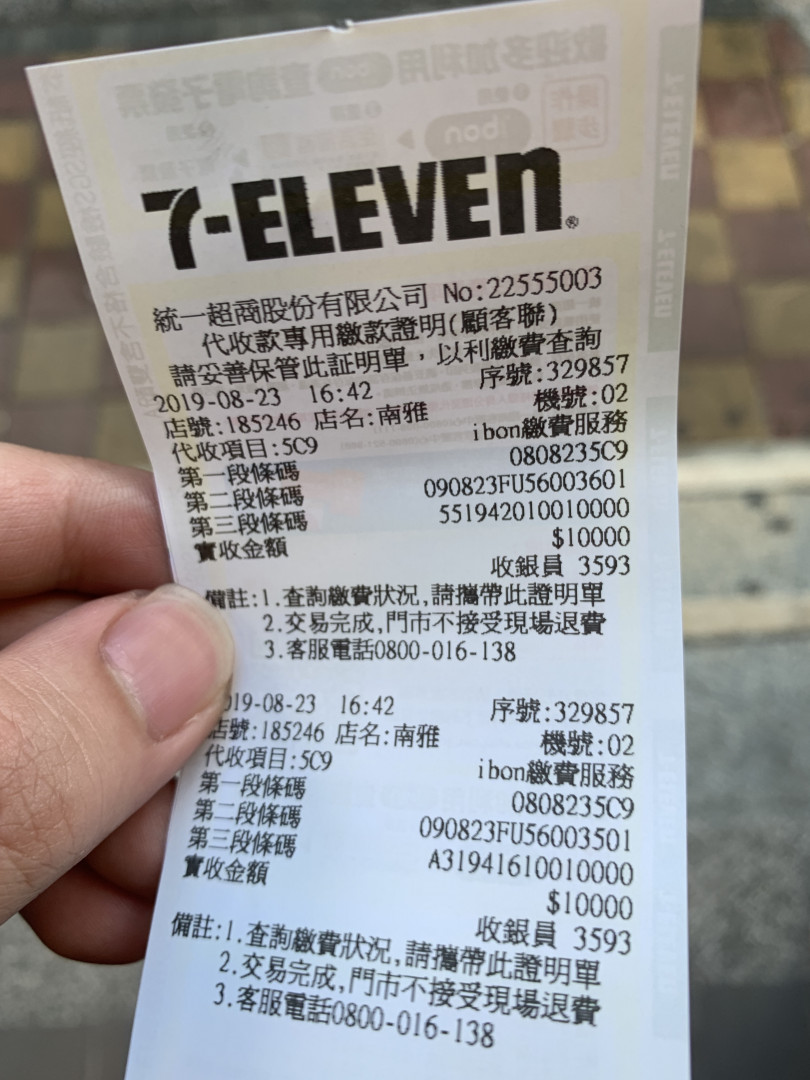 7-ELEVEN®
統一超商股份有限公司 No:22555003
代收款專用繳款證明(顧客聯)
請妥善保管此証明單，以利繳費查詢
2019-08-23 16:42 序號:329857
店號:185246 店名:南雅 機號:02
代收項目:5C9 ibon繳費服務
第一段條碼 0808235C9
第二段條碼 090823FU56003601
第三段條碼 551942010010000
實收金額 $10000
收銀員 3593
備註:1.查詢繳費狀況,請攜帶此證明單
2.交易完成,門市不接受現場退費
3.客服電話0800-016-138
019-08-23 16:42 序號:329857
店號:185246 店名:南雅 機號:02
代收項目:5C9 ibon繳費服務
第一段條碼 0808235C9
第二段條碼 090823FU56003501
第三段條碼 A31941610010000
實收金額 $10000
收銀員 3593
備註:1.查詢繳費狀況,請攜帶此證明單
2.交易完成,門市不接受現場退費
3.客服電話0800-016-138